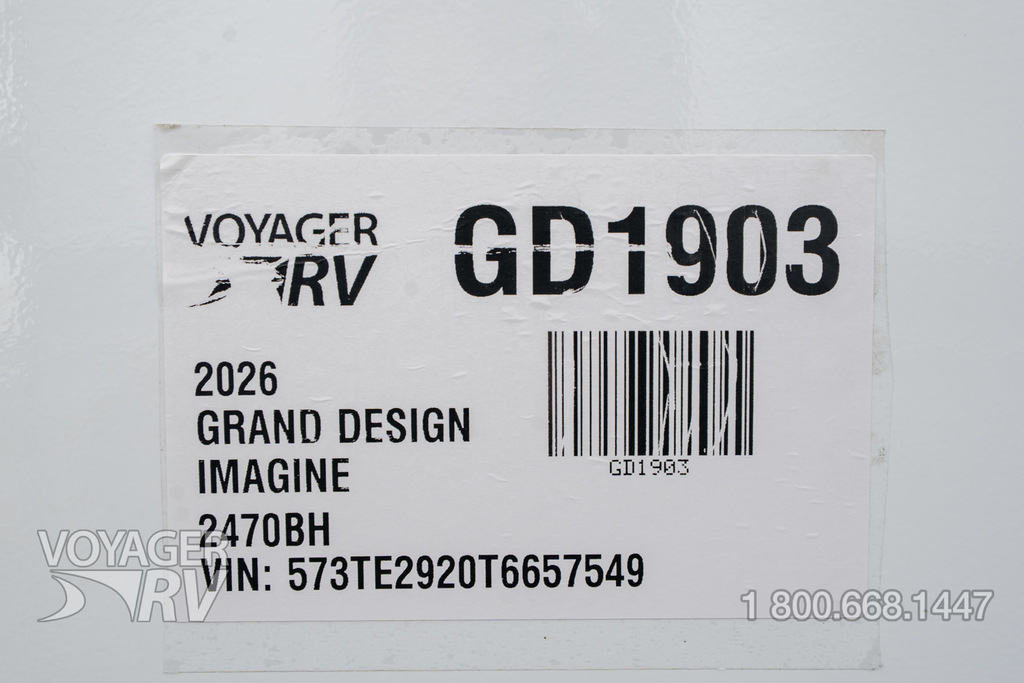 VOYAGER
RV
GD1903
2026
GRAND DESIGN
IMAGINE
2470BH
VIN: 573TE2920T6657549
GD1903
VOYAGER
RV
1 800.668.1447